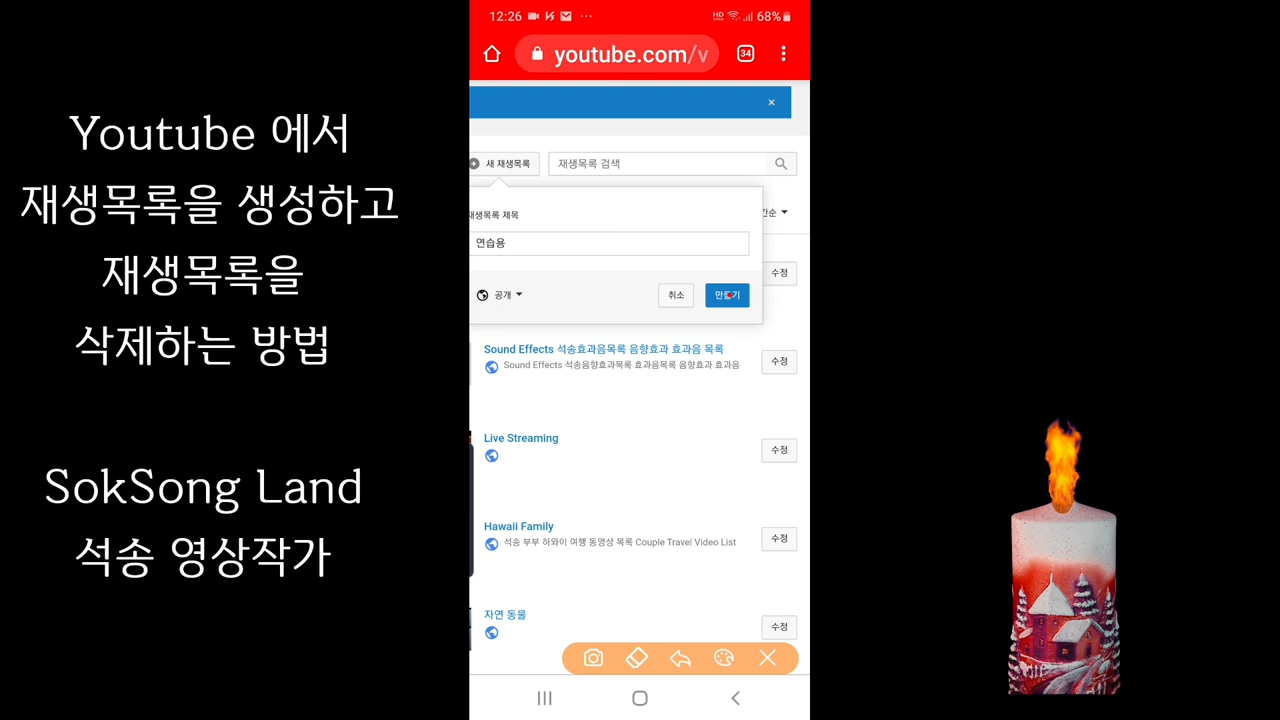 Youtube 에서
재생목록을 생성하고
재생목록을
삭제하는 방법
SokSong Land
석송 영상작가
12:26
68%
youtube.com/v
34
새 재생목록
재생목록 검색
재생목록 제목
간순
연습용
수정
공개
취소
만들기
Sound Effects 석송효과음목록 음향효과 효과음 목록
Sound Effects 석송음향효과목록 효과음목록 음향효과 효과음
수정
Live Streaming
수정
Hawaii Family
석송 부부 하와이 여행 동영상 목록 Couple Travel Video List
수정
자연 동물
수정